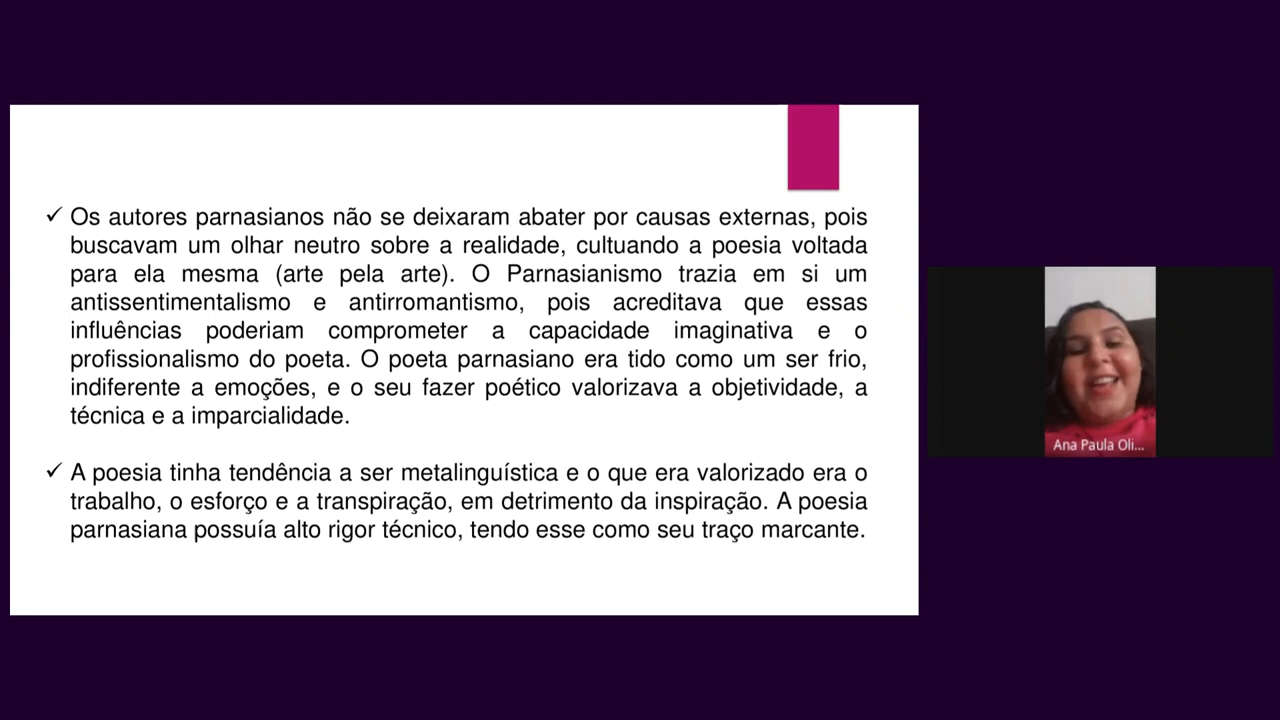 ✓ Os autores parnasianos não se deixaram abater por causas externas, pois
buscavam um olhar neutro sobre a realidade, cultuando a poesia voltada
para ela mesma (arte pela arte). O Parnasianismo trazia em si um
antissentimentalismo e antirromantismo, pois acreditava que essas
influências poderiam comprometer a capacidade imaginativa e o
profissionalismo do poeta. O poeta parnasiano era tido como um ser frio,
indiferente a emoções, e o seu fazer poético valorizava a objetividade, a
técnica e a imparcialidade.
✓ A poesia tinha tendência a ser metalinguística e o que era valorizado era o
trabalho, o esforço e a transpiração, em detrimento da inspiração. A poesia
parnasiana possuía alto rigor técnico, tendo esse como seu traço marcante.
Ana Paula Oli...